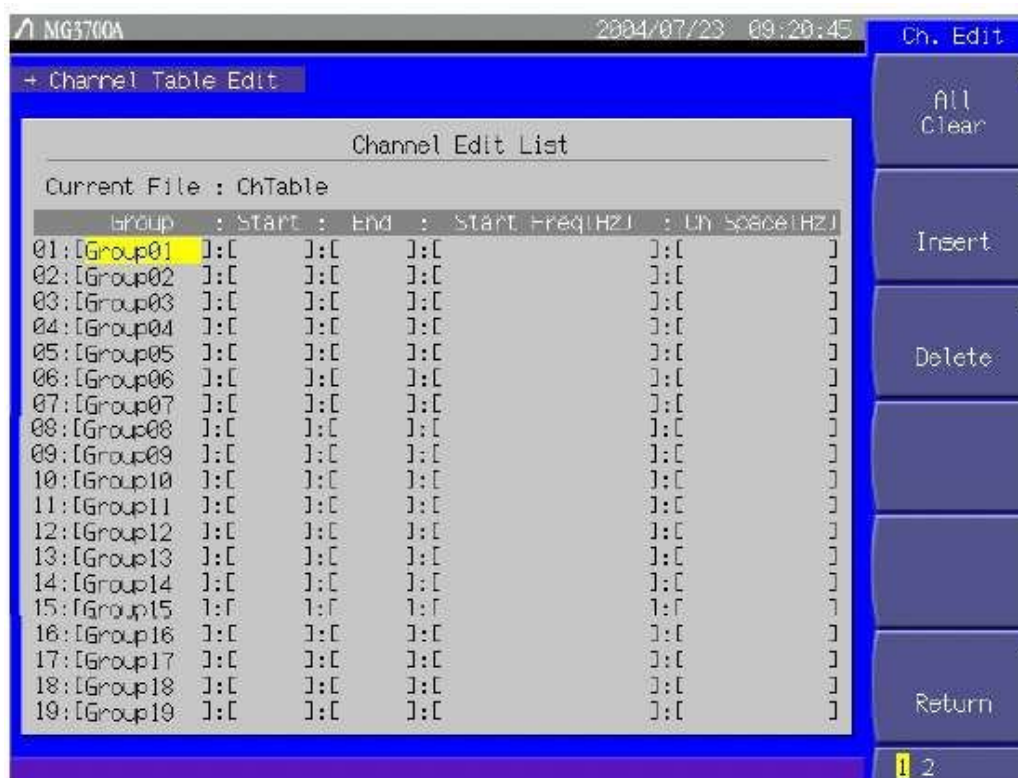 MG3700A 2004/07/23 09:20:45
Ch. Edit
→ Channel Table Edit
All
Clear
Channel Edit List
Current File : ChTable
Group : Start : End : Start Freq(Hz) : Ch Space(Hz)
01:[Group01 ]:[ ]:[ ]:[ ]:[ ]
02:[Group02 ]:[ ]:[ ]:[ ]:[ ]
03:[Group03 ]:[ ]:[ ]:[ ]:[ ]
04:[Group04 ]:[ ]:[ ]:[ ]:[ ]
05:[Group05 ]:[ ]:[ ]:[ ]:[ ]
06:[Group06 ]:[ ]:[ ]:[ ]:[ ]
07:[Group07 ]:[ ]:[ ]:[ ]:[ ]
08:[Group08 ]:[ ]:[ ]:[ ]:[ ]
09:[Group09 ]:[ ]:[ ]:[ ]:[ ]
10:[Group10 ]:[ ]:[ ]:[ ]:[ ]
11:[Group11 ]:[ ]:[ ]:[ ]:[ ]
12:[Group12 ]:[ ]:[ ]:[ ]:[ ]
13:[Group13 ]:[ ]:[ ]:[ ]:[ ]
14:[Group14 ]:[ ]:[ ]:[ ]:[ ]
15:[Group15 ]:[ ]:[ ]:[ ]:[ ]
16:[Group16 ]:[ ]:[ ]:[ ]:[ ]
17:[Group17 ]:[ ]:[ ]:[ ]:[ ]
18:[Group18 ]:[ ]:[ ]:[ ]:[ ]
19:[Group19 ]:[ ]:[ ]:[ ]:[ ]
Insert
Delete
Return
1 2